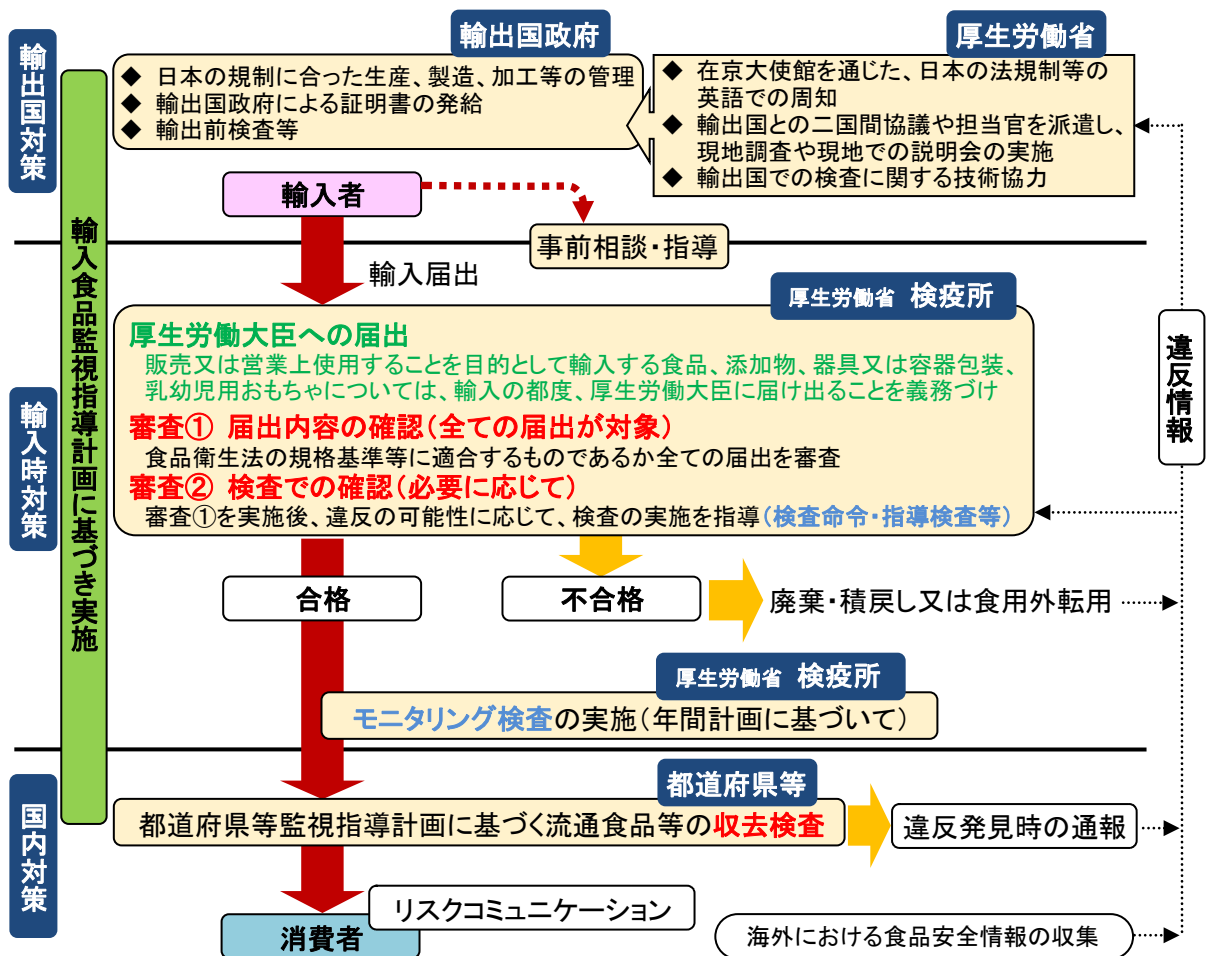 輸出国対策
輸入食品監視指導計画に基づき実施
輸出国政府
◆ 日本の規制に合った生産、製造、加工等の管理
◆ 輸出国政府による証明書の発給
◆ 輸出前検査等
厚生労働省
◆ 在京大使館を通じた、日本の法規制等の
英語での周知
◆ 輸出国との二国間協議や担当官を派遣し、
現地調査や現地での説明会の実施
◆ 輸出国での検査に関する技術協力
輸入者
事前相談・指導
輸入届出
輸入時対策
厚生労働省 検疫所
厚生労働大臣への届出
販売又は営業上使用することを目的として輸入する食品、添加物、器具又は容器包装、
乳幼児用おもちゃについては、輸入の都度、厚生労働大臣に届け出ることを義務づけ
審査① 届出内容の確認(全ての届出が対象)
食品衛生法の規格基準等に適合するものであるか全ての届出を審査
審査② 検査での確認(必要に応じて)
審査①を実施後、違反の可能性に応じて、検査の実施を指導(検査命令・指導検査等)
違反情報
合格
不合格
廃棄・積戻し又は食用外転用
厚生労働省 検疫所
モニタリング検査の実施(年間計画に基づいて)
国内対策
都道府県等
都道府県等監視指導計画に基づく流通食品等の収去検査
違反発見時の通報
リスクコミュニケーション
消費者
海外における食品安全情報の収集